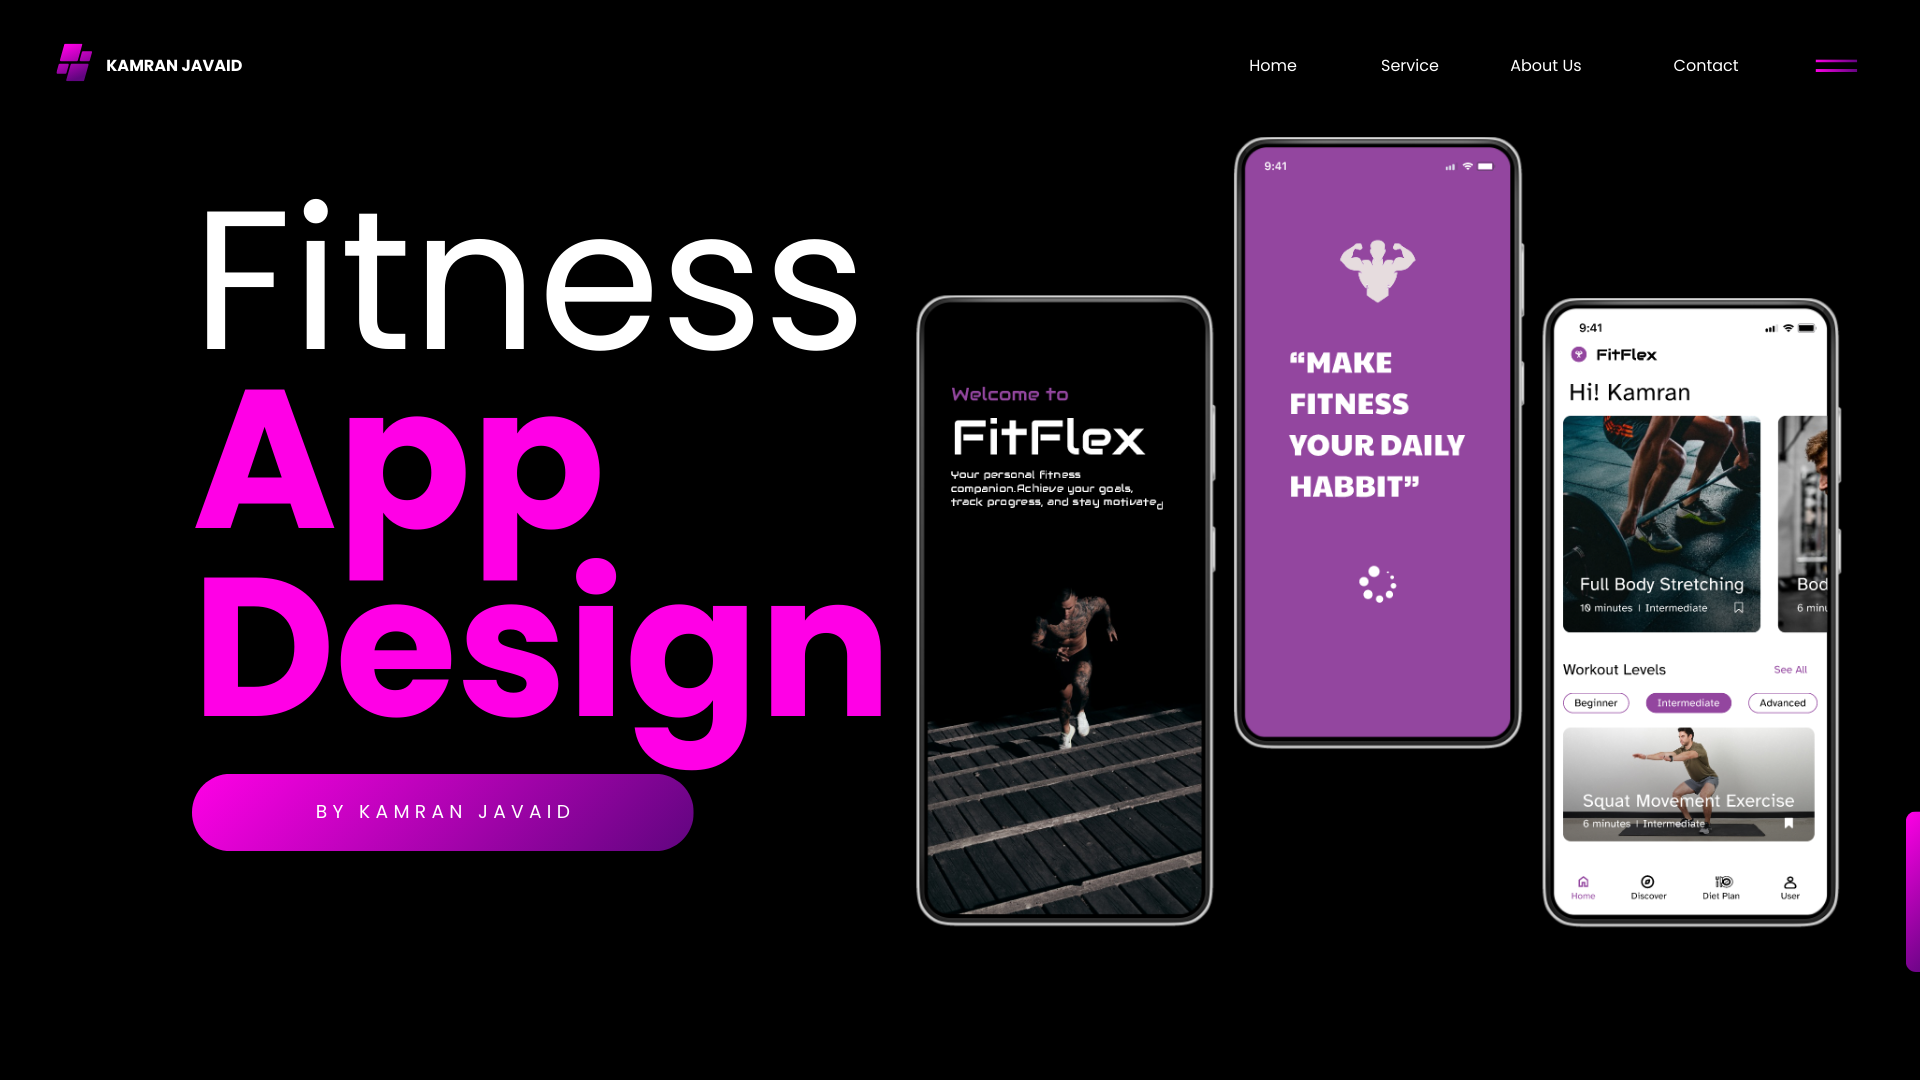 KAMRAN JAVAID
Home Service About Us Contact
Fitness
App
Design
BY KAMRAN JAVAID
Welcome to
FitFlex
Your personal Fitness
companion.Achieve your goals,
track progress, and stay motivated
9:41
“MAKE
FITNESS
YOUR DAILY
HABBIT”
9:41
FitFlex
Hi! Kamran
Full Body Stretching
10 minutes | Intermediate
Bod
6 minu
Workout Levels See All
Beginner Intermediate Advanced
Squat Movement Exercise
6 minutes | Intermediate
Home Discover Diet Plan User